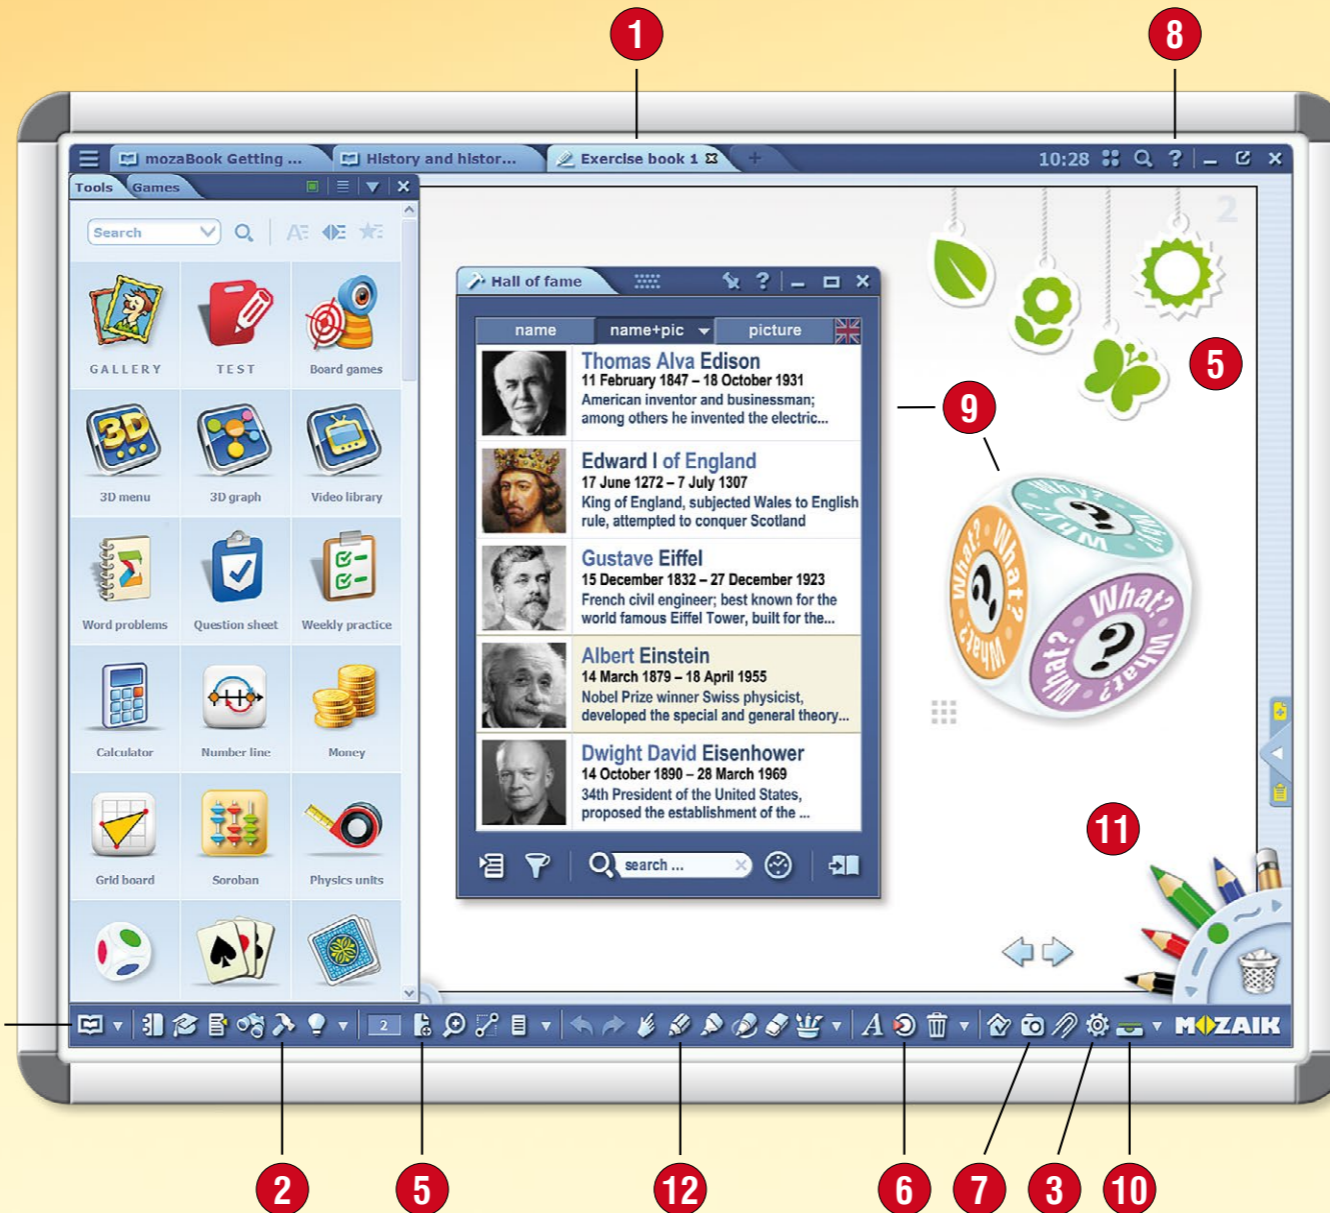 1
8
mozaBook Getting ...
History and histor...
Exercise book 1
10:28
?
Tools
Games
Search
GALLERY
TEST
Board games
3D
3D menu
3D graph
Video library
Word problems
Question sheet
Weekly practice
Calculator
Number line
Money
Grid board
Soroban
Physics units
Hall of fame
?
name
name+pic
picture
Thomas Alva Edison
11 February 1847 – 18 October 1931
American inventor and businessman;
among others he invented the electric...
Edward I of England
17 June 1272 – 7 July 1307
King of England, subjected Wales to English
rule, attempted to conquer Scotland
Gustave Eiffel
15 December 1832 – 27 December 1923
French civil engineer; best known for the
world famous Eiffel Tower, built for the...
Albert Einstein
14 March 1879 – 18 April 1955
Nobel Prize winner Swiss physicist,
developed the special and general theory...
Dwight David Eisenhower
14 October 1890 – 28 March 1969
34th President of the United States,
proposed the establishment of the ...
search ...
2
5
9
Why? Why? Why?
?
What? What? What?
?
What? What? What?
?
11
2
A
MOZAIK
2
5
12
6
7
3
10